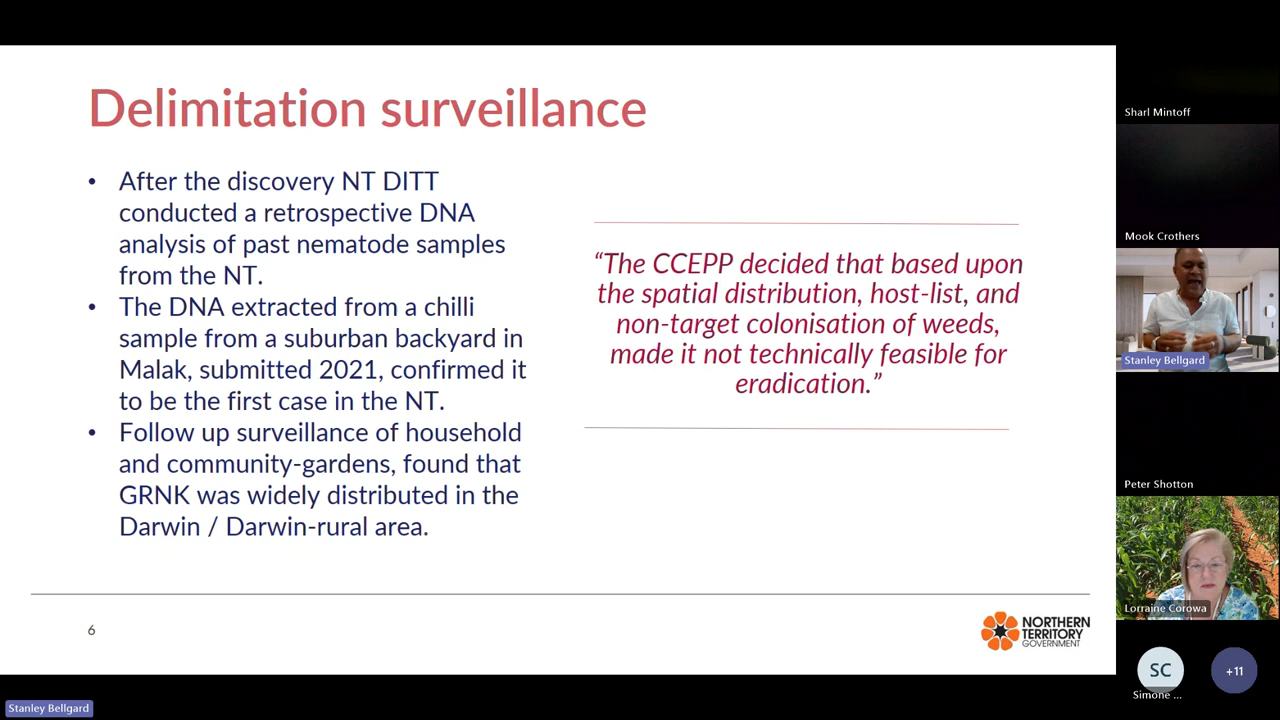 Delimitation surveillance
• After the discovery NT DITT
conducted a retrospective DNA
analysis of past nematode samples
from the NT.
• The DNA extracted from a chilli
sample from a suburban backyard in
Malak, submitted 2021, confirmed it
to be the first case in the NT.
• Follow up surveillance of household
and community-gardens, found that
GRNK was widely distributed in the
Darwin / Darwin-rural area.
“The CCEPP decided that based upon
the spatial distribution, host-list, and
non-target colonisation of weeds,
made it not technically feasible for
eradication.”
6
NORTHERN
TERRITORY
GOVERNMENT
Sharl Mintoff
Mook Crothers
Stanley Bellgard
Peter Shotton
Lorraine Corowa
SC
Simone ...
+11
Stanley Bellgard